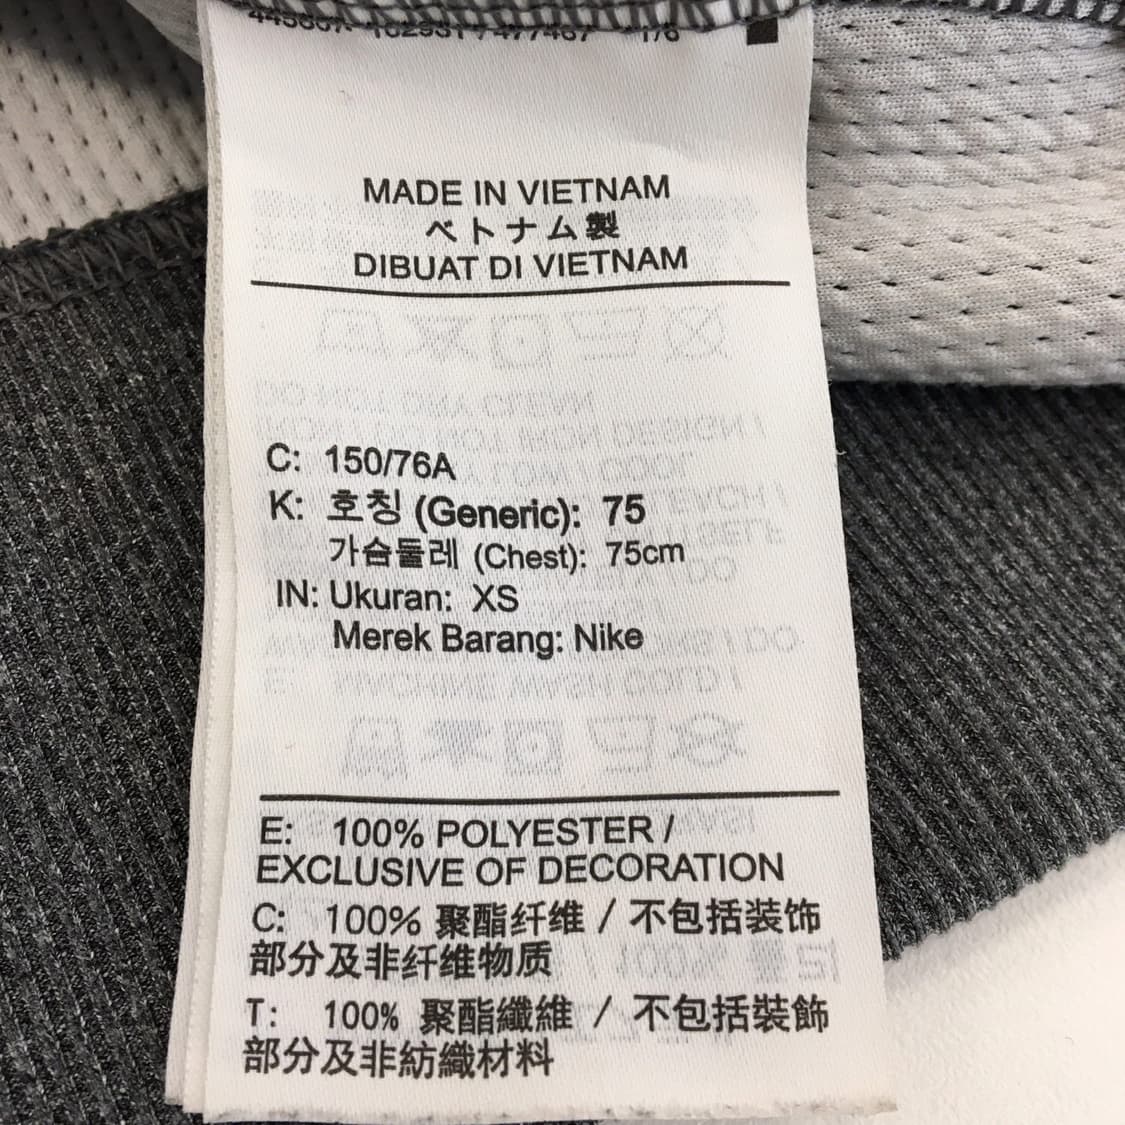 MADE IN VIETNAM
ベトナム製
DIBUAT DI VIETNAM
C: 150/76A
K: 호칭 (Generic): 75
가슴둘레 (Chest): 75cm
IN: Ukuran: XS
Merek Barang: Nike
E: 100% POLYESTER /
EXCLUSIVE OF DECORATION
C: 100% 聚酯纤维 / 不包括装饰
部分及非纤维物质
T: 100% 聚酯纖維 / 不包括裝飾
部分及非紡織材料